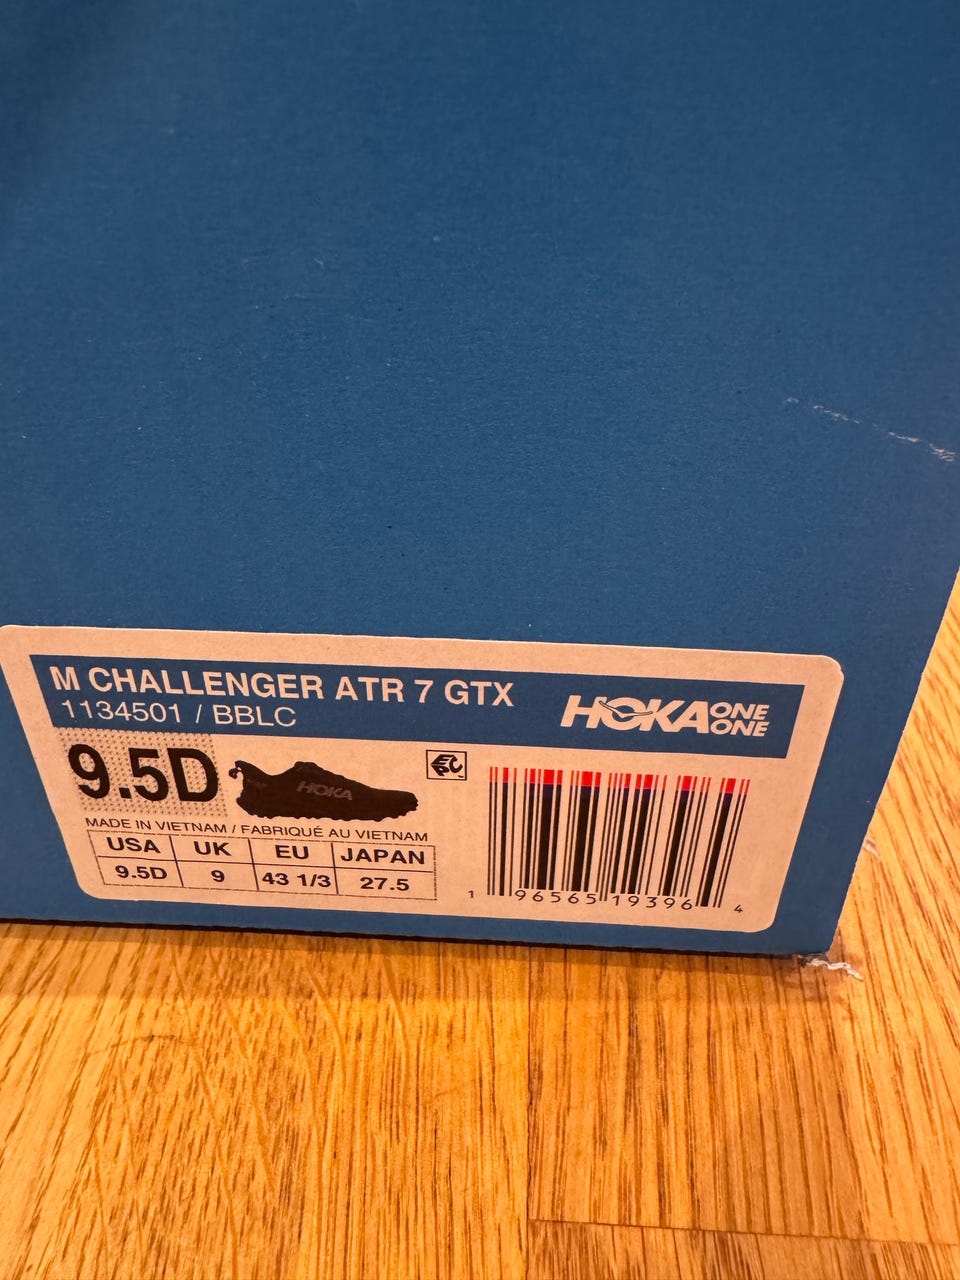 M CHALLENGER ATR 7 GTX
1134501 / BBLC
HOKA ONE ONE
9.5D
HOKA
MADE IN VIETNAM / FABRIQUÉ AU VIETNAM
USA UK EU JAPAN
9.5D 9 43 1/3 27.5
1 96565 19396 4